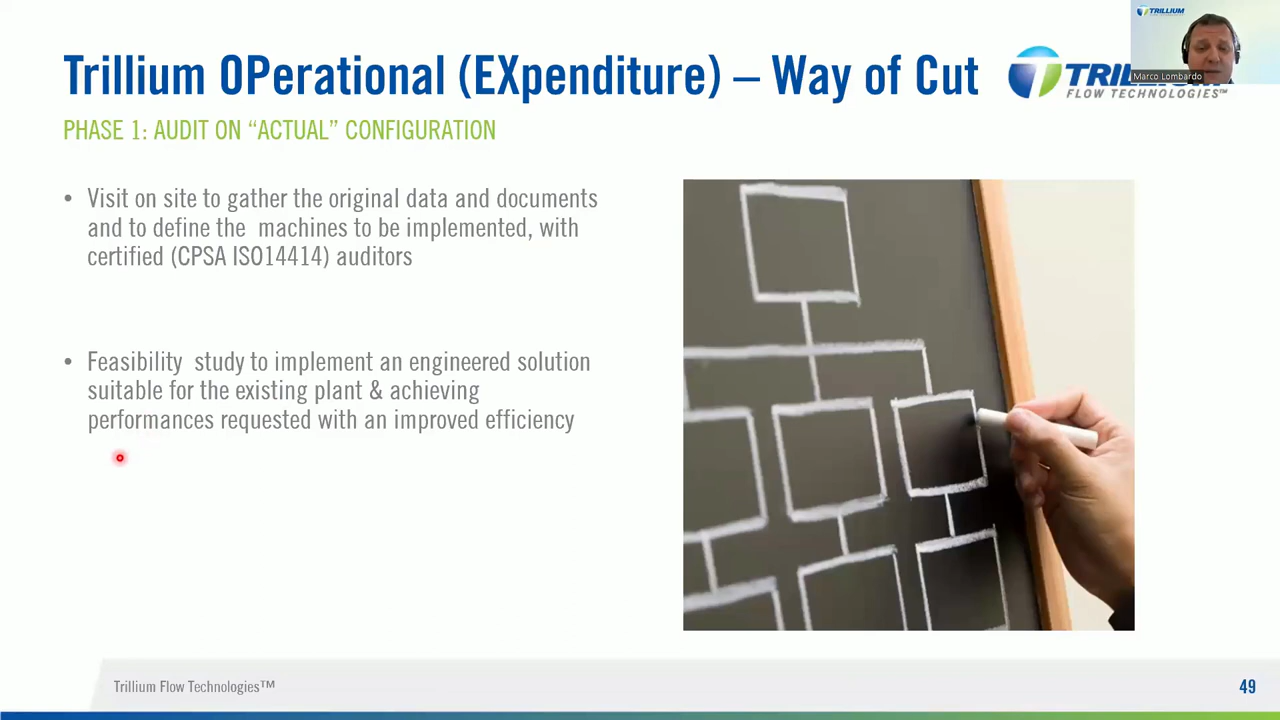 TRILLIUM
Trillium OPerational (EXpenditure) – Way of Cut
FLOW TECHNOLOGIES™
Marco Lombardo
PHASE 1: AUDIT ON “ACTUAL” CONFIGURATION
• Visit on site to gather the original data and documents
and to define the machines to be implemented, with
certified (CPSA ISO14414) auditors
• Feasibility study to implement an engineered solution
suitable for the existing plant & achieving
performances requested with an improved efficiency
Trillium Flow Technologies™
49